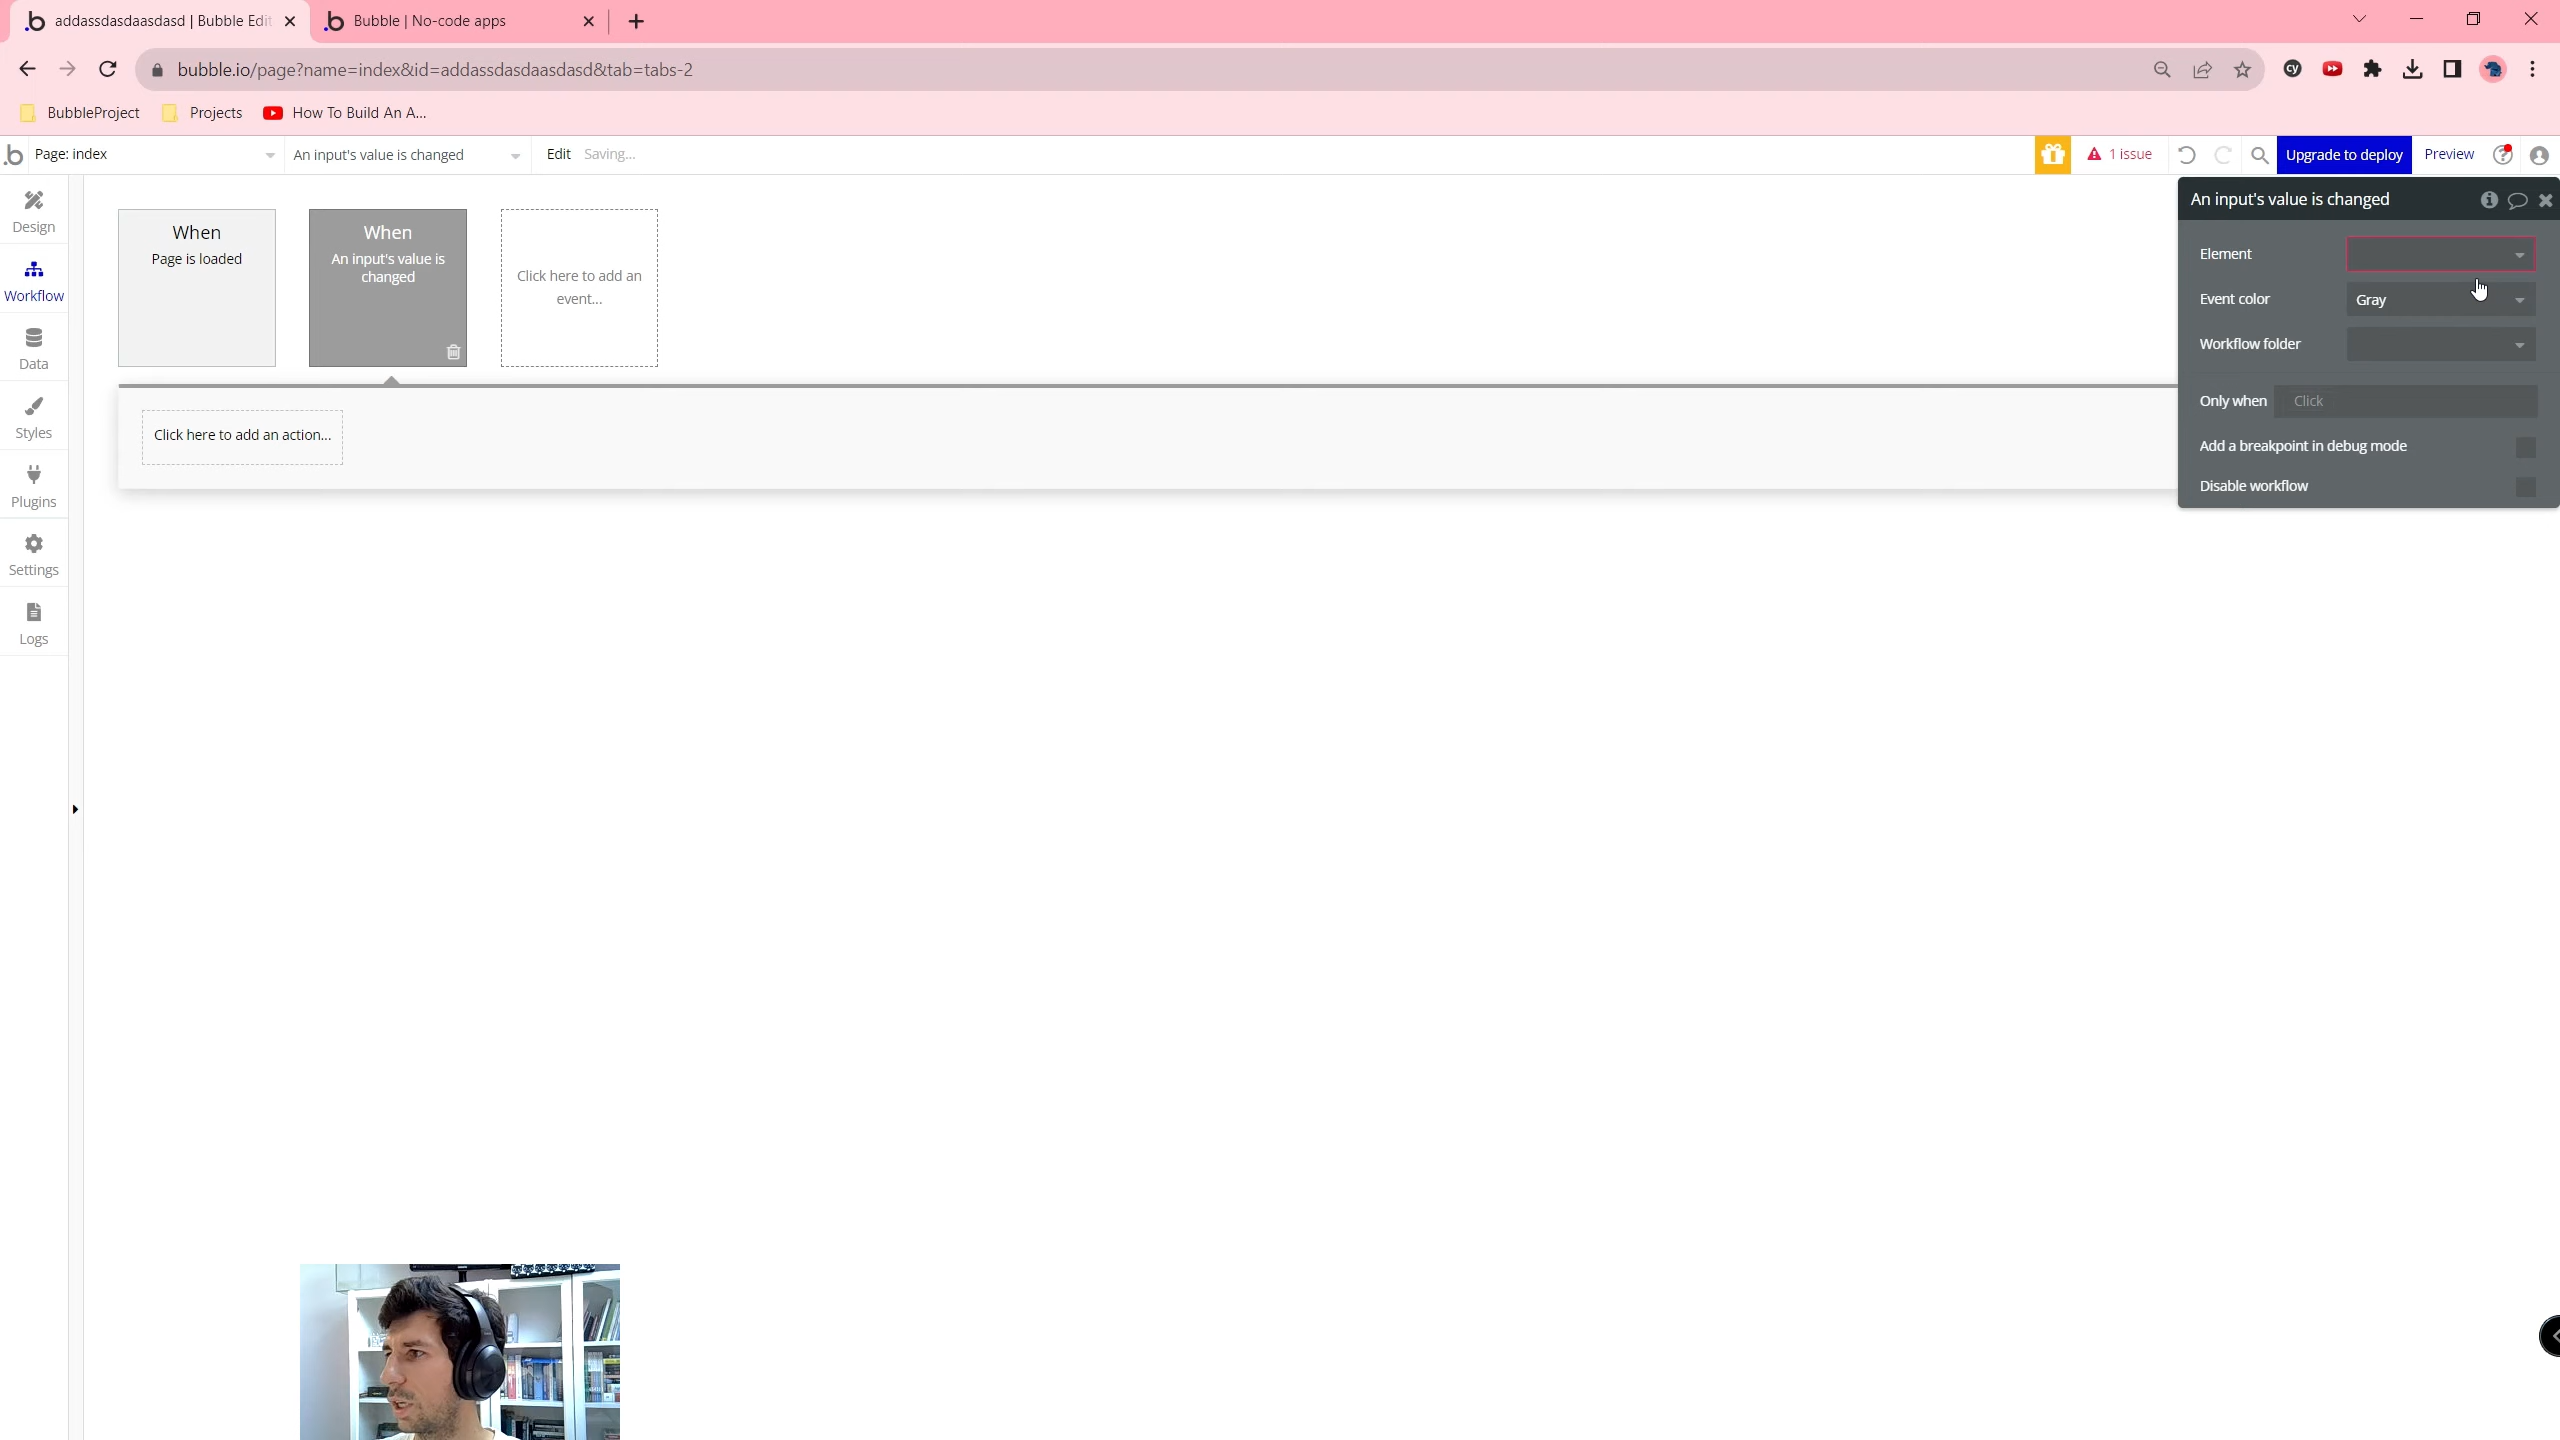 addassdasdaasdasd | Bubble Edit
Bubble | No-code apps
bubble.io/page?name=index&id=addassdasdaasdasd&tab=tabs-2
cy
BubbleProject
Projects
How To Build An A...
Page: index
An input's value is changed
Edit
Saving...
1 issue
Upgrade to deploy
Preview
Design
Workflow
Data
Styles
Plugins
Settings
Logs
When
Page is loaded
When
An input's value is
changed
Click here to add an
event...
Click here to add an action...
An input's value is changed
Element
Event color
Gray
Workflow folder
Only when
Click
Add a breakpoint in debug mode
Disable workflow